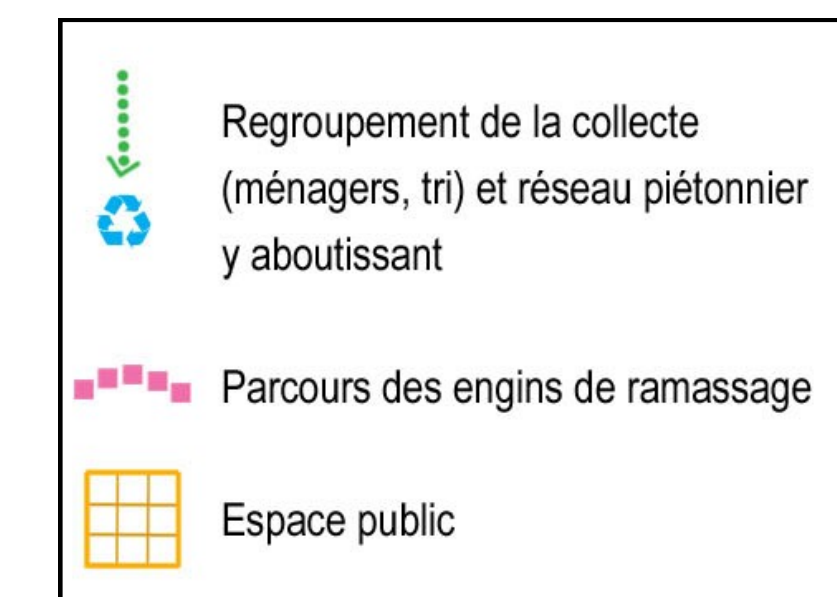 Regroupement de la collecte
(ménagers, tri) et réseau piétonnier
y aboutissant
Parcours des engins de ramassage
Espace public